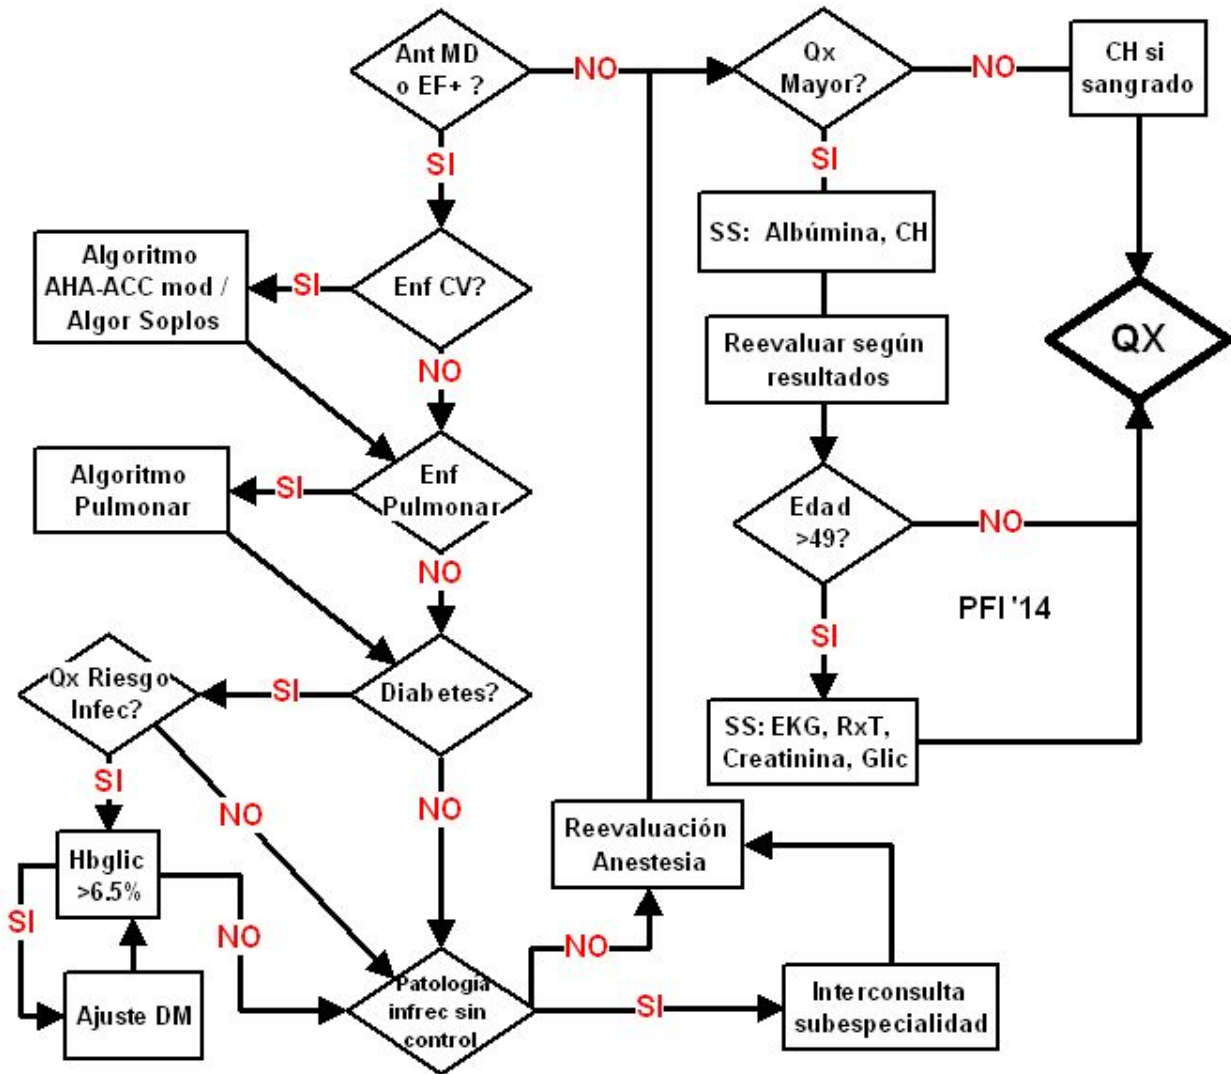 Ant MD
o EF+ ?
NO
Qx
Mayor?
NO
CH si
sangrado
SI
SI
SS: Albúmina, CH
Algoritmo
AHA-ACC mod /
Algor Soplos
SI
Enf CV?
QX
Reevaluar según
resultados
NO
Algoritmo
Pulmonar
SI
Enf
Pulmonar
Edad
>49?
NO
NO
PFI '14
SI
Qx Riesgo
Infec?
SI
Diabetes?
SS: EKG, RxT,
Creatinina, Glic
SI
NO
NO
Reevaluación
Anestesia
Hbglic
>6.5%
SI
NO
NO
Ajuste DM
Patología
infrec sin
control
SI
Interconsulta
subespecialidad